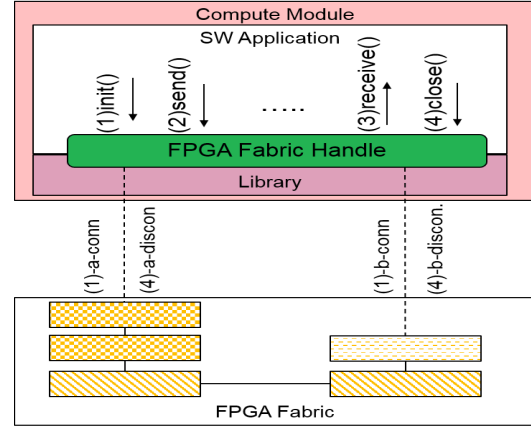 Compute Module
SW Application
(1)init()
(2)send()
.....
(3)receive()
(4)close()
FPGA Fabric Handle
Library
(1)-a-conn
(4)-a-discon
(1)-b-conn
(4)-b-discon.
FPGA Fabric